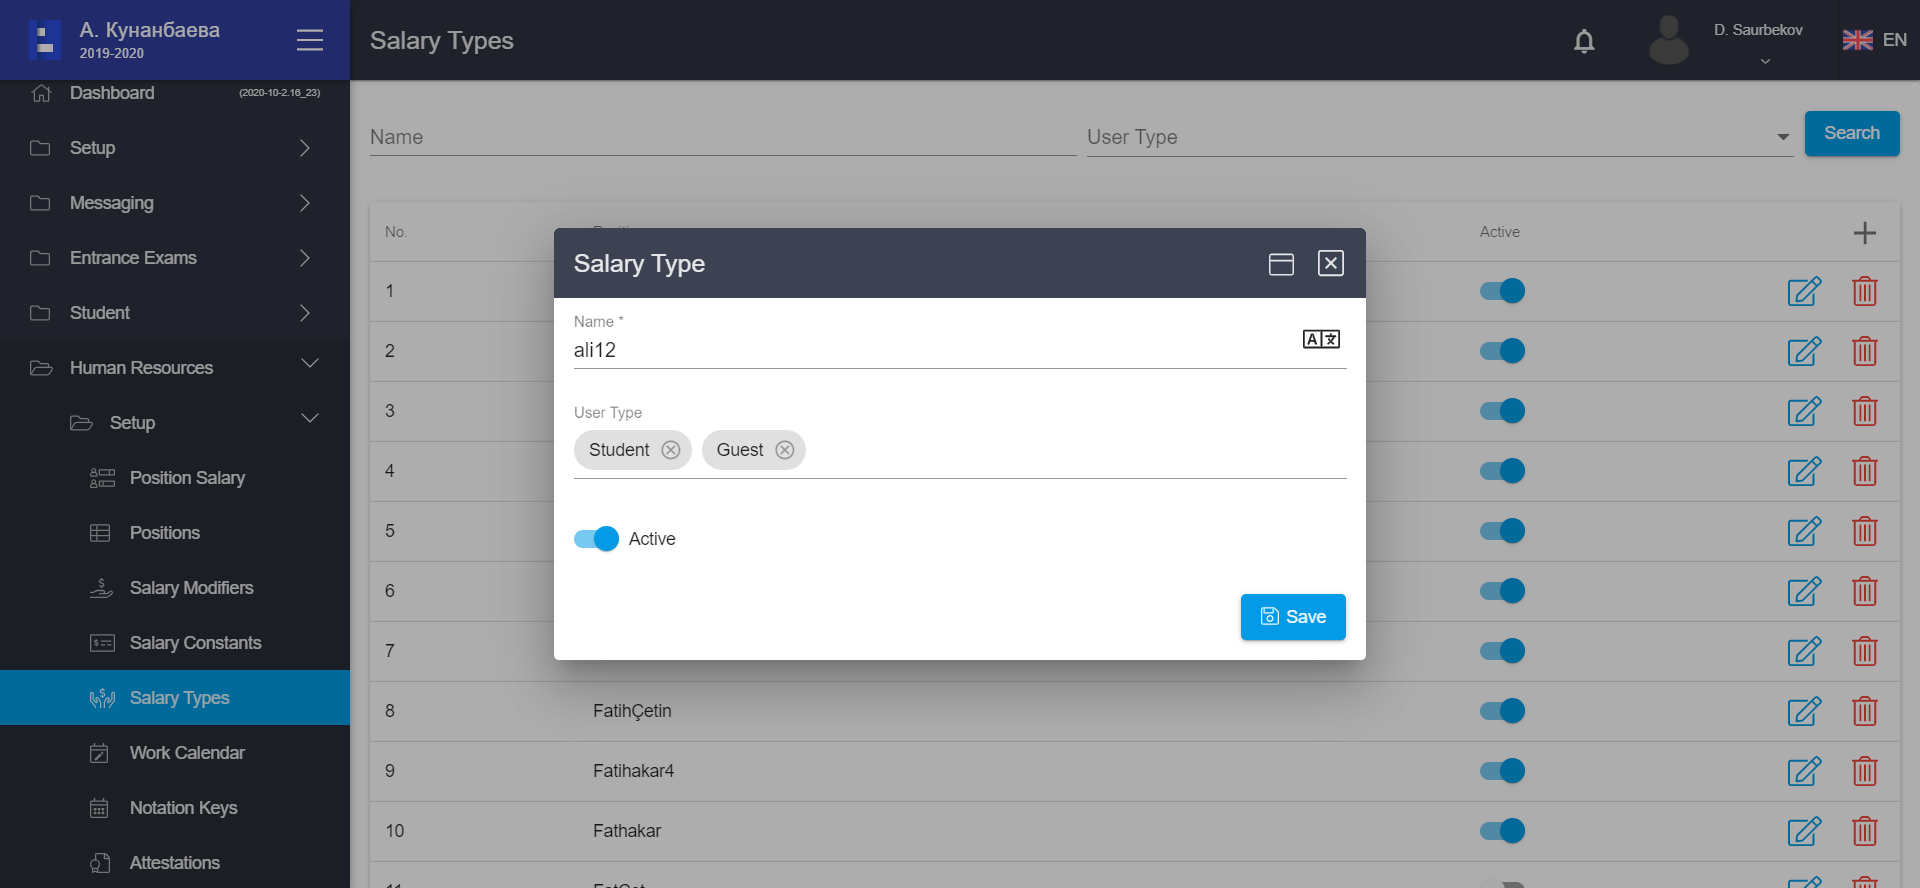 А. Кунанбаева
2019-2020
Salary Types
D. Saurbekov
EN
Dashboard
(2020-10-2.16_23)
Setup
Messaging
Entrance Exams
Student
Human Resources
Setup
Position Salary
Positions
Salary Modifiers
Salary Constants
Salary Types
Work Calendar
Notation Keys
Attestations
Name
User Type
Search
No.
Active
1
2
3
4
5
6
7
8 FatihÇetin
9 Fatihakar4
10 Fathakar
Salary Type
Name *
ali12
User Type
Student
Guest
Active
Save